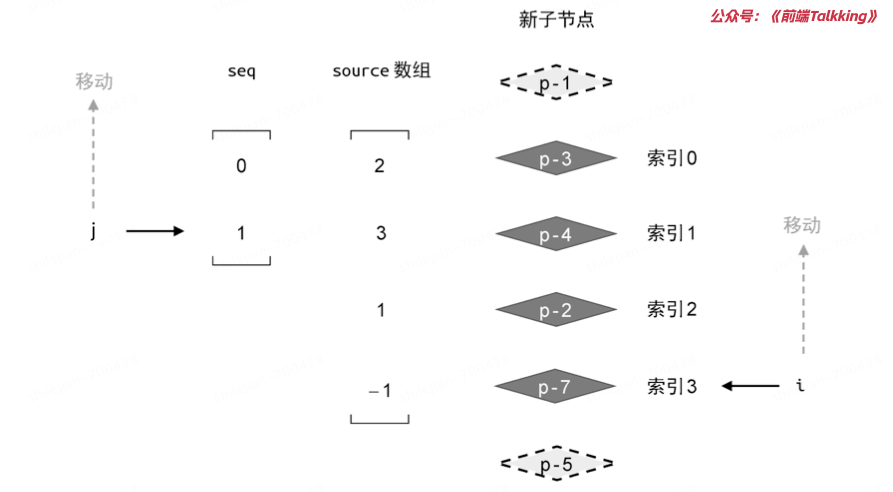 公众号：《前端Talkking》
新子节点
移动
seq
source 数组
p-1
0
2
p-3
索引0
j
1
3
p-4
索引1
移动
1
p-2
索引2
−1
p-7
索引3
i
p-5